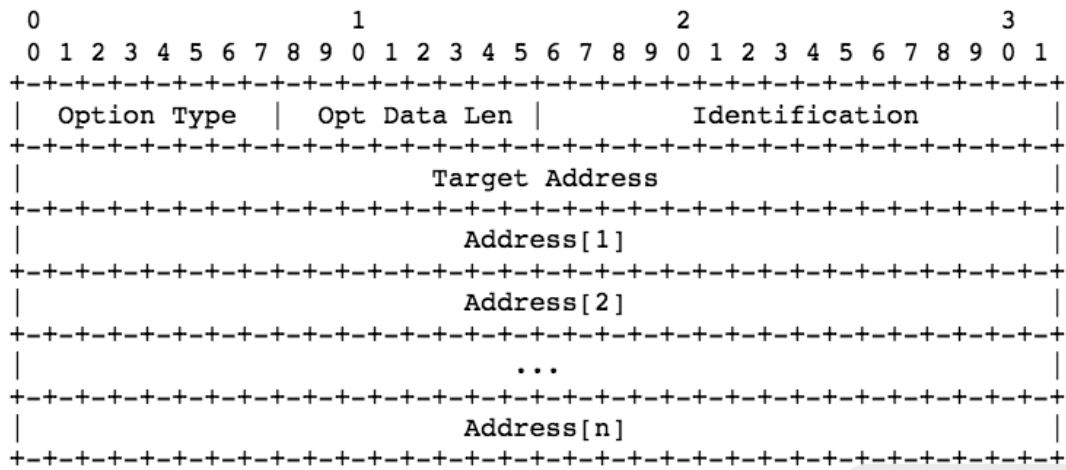 0                   1                   2                   3
0 1 2 3 4 5 6 7 8 9 0 1 2 3 4 5 6 7 8 9 0 1 2 3 4 5 6 7 8 9 0 1
+-+-+-+-+-+-+-+-+-+-+-+-+-+-+-+-+-+-+-+-+-+-+-+-+-+-+-+-+-+-+-+-+
|  Option Type  |  Opt Data Len |         Identification        |
+-+-+-+-+-+-+-+-+-+-+-+-+-+-+-+-+-+-+-+-+-+-+-+-+-+-+-+-+-+-+-+-+
|                         Target Address                        |
+-+-+-+-+-+-+-+-+-+-+-+-+-+-+-+-+-+-+-+-+-+-+-+-+-+-+-+-+-+-+-+-+
|                           Address[1]                          |
+-+-+-+-+-+-+-+-+-+-+-+-+-+-+-+-+-+-+-+-+-+-+-+-+-+-+-+-+-+-+-+-+
|                           Address[2]                          |
+-+-+-+-+-+-+-+-+-+-+-+-+-+-+-+-+-+-+-+-+-+-+-+-+-+-+-+-+-+-+-+-+
|                              ...                              |
+-+-+-+-+-+-+-+-+-+-+-+-+-+-+-+-+-+-+-+-+-+-+-+-+-+-+-+-+-+-+-+-+
|                           Address[n]                          |
+-+-+-+-+-+-+-+-+-+-+-+-+-+-+-+-+-+-+-+-+-+-+-+-+-+-+-+-+-+-+-+-+